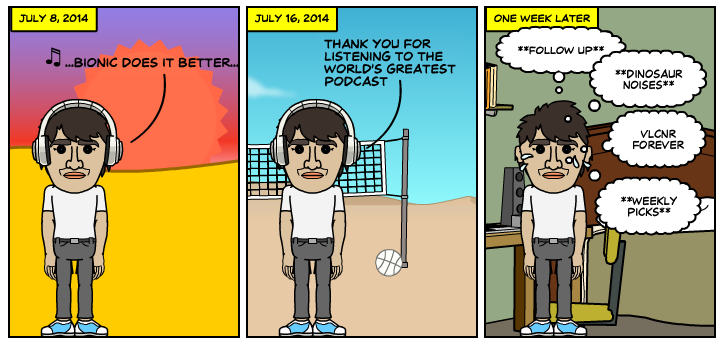 JULY 8, 2014
...BIONIC DOES IT BETTER...
JULY 16, 2014
THANK YOU FOR
LISTENING TO THE
WORLD'S GREATEST
PODCAST
ONE WEEK LATER
**FOLLOW UP**
**DINOSAUR
NOISES**
VLCNR
FOREVER
**WEEKLY
PICKS**